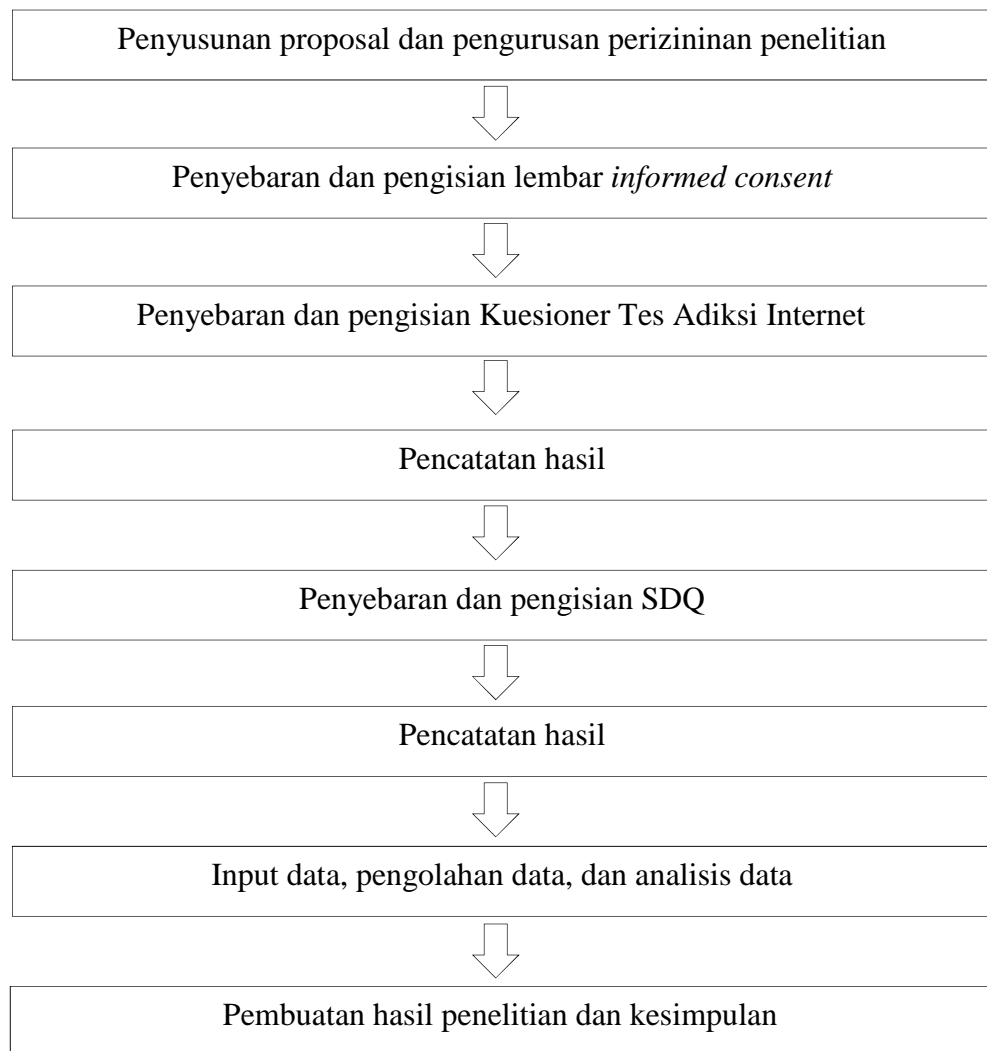 Penyusunan proposal dan pengurusan perizininan penelitian
Penyebaran dan pengisian lembar informed consent
Penyebaran dan pengisian Kuesioner Tes Adiksi Internet
Pencatatan hasil
Penyebaran dan pengisian SDQ
Pencatatan hasil
Input data, pengolahan data, dan analisis data
Pembuatan hasil penelitian dan kesimpulan